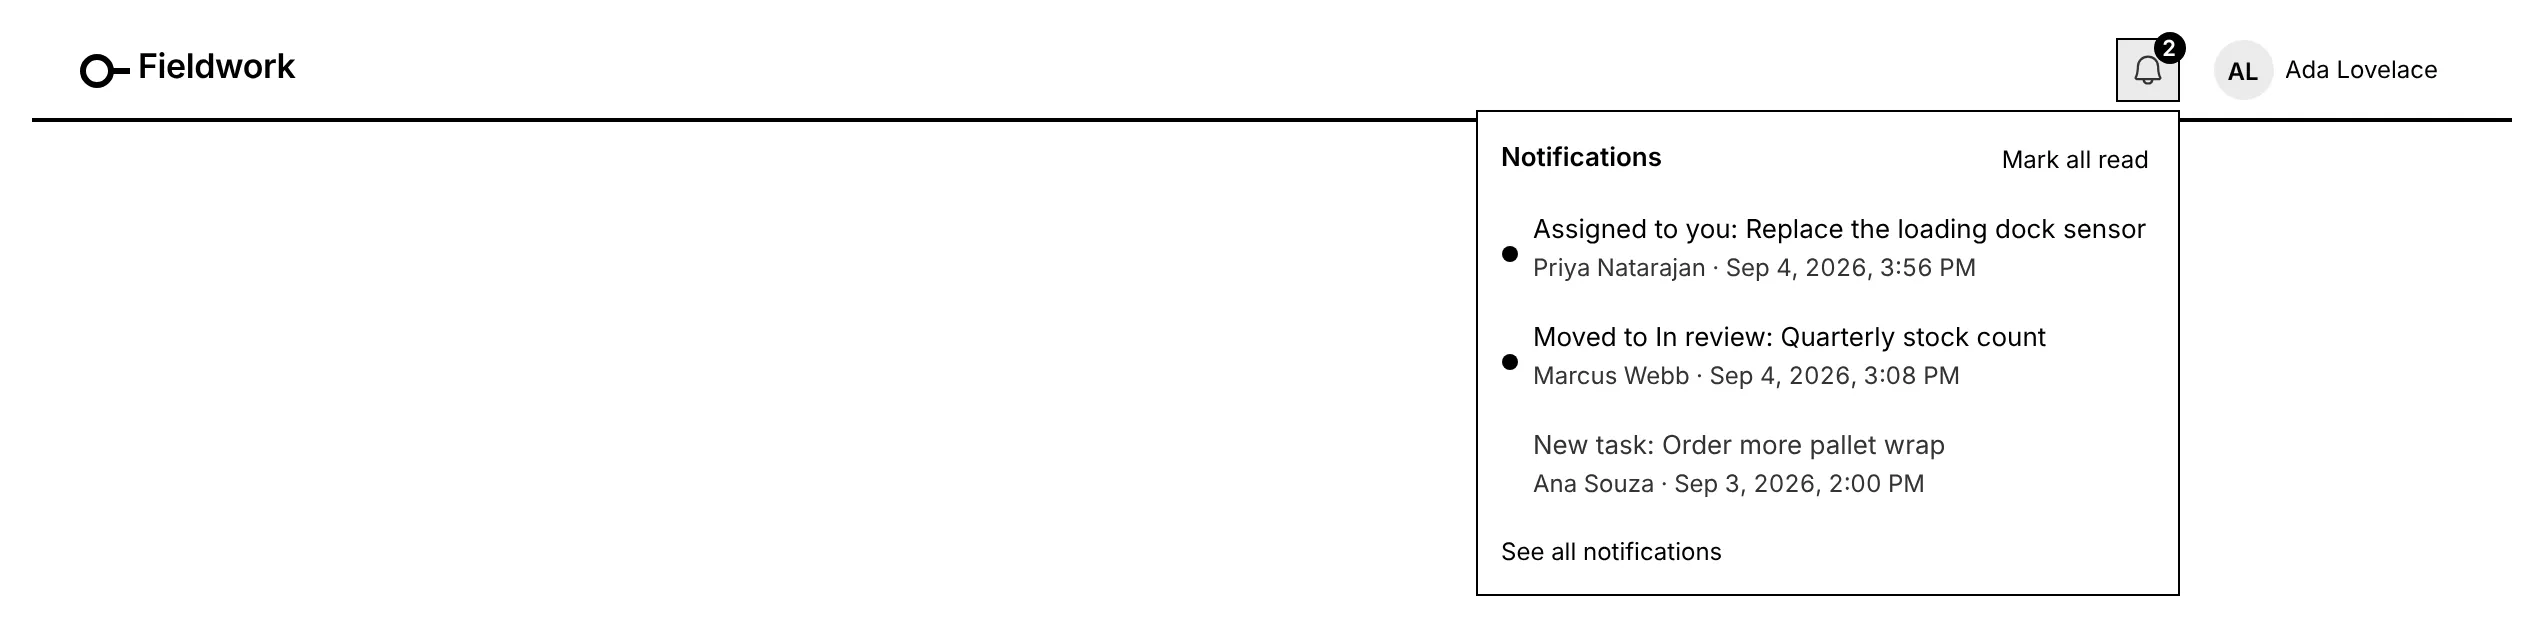 Fieldwork
2
AL Ada Lovelace
Notifications
Mark all read
Assigned to you: Replace the loading dock sensor
Priya Natarajan · Sep 4, 2026, 3:56 PM
Moved to In review: Quarterly stock count
Marcus Webb · Sep 4, 2026, 3:08 PM
New task: Order more pallet wrap
Ana Souza · Sep 3, 2026, 2:00 PM
See all notifications